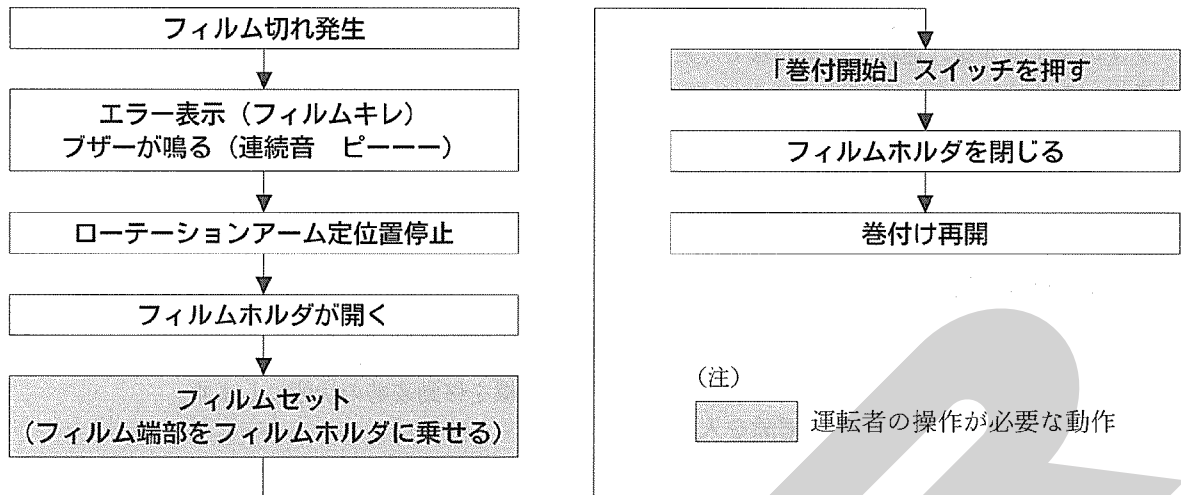 フィルム切れ発生
エラー表示（フィルムキレ）
ブザーが鳴る（連続音　ピーーー）
ローテーションアーム定位置停止
フィルムホルダが開く
フィルムセット
（フィルム端部をフィルムホルダに乗せる）
「巻付開始」スイッチを押す
フィルムホルダを閉じる
巻付け再開
（注）
運転者の操作が必要な動作